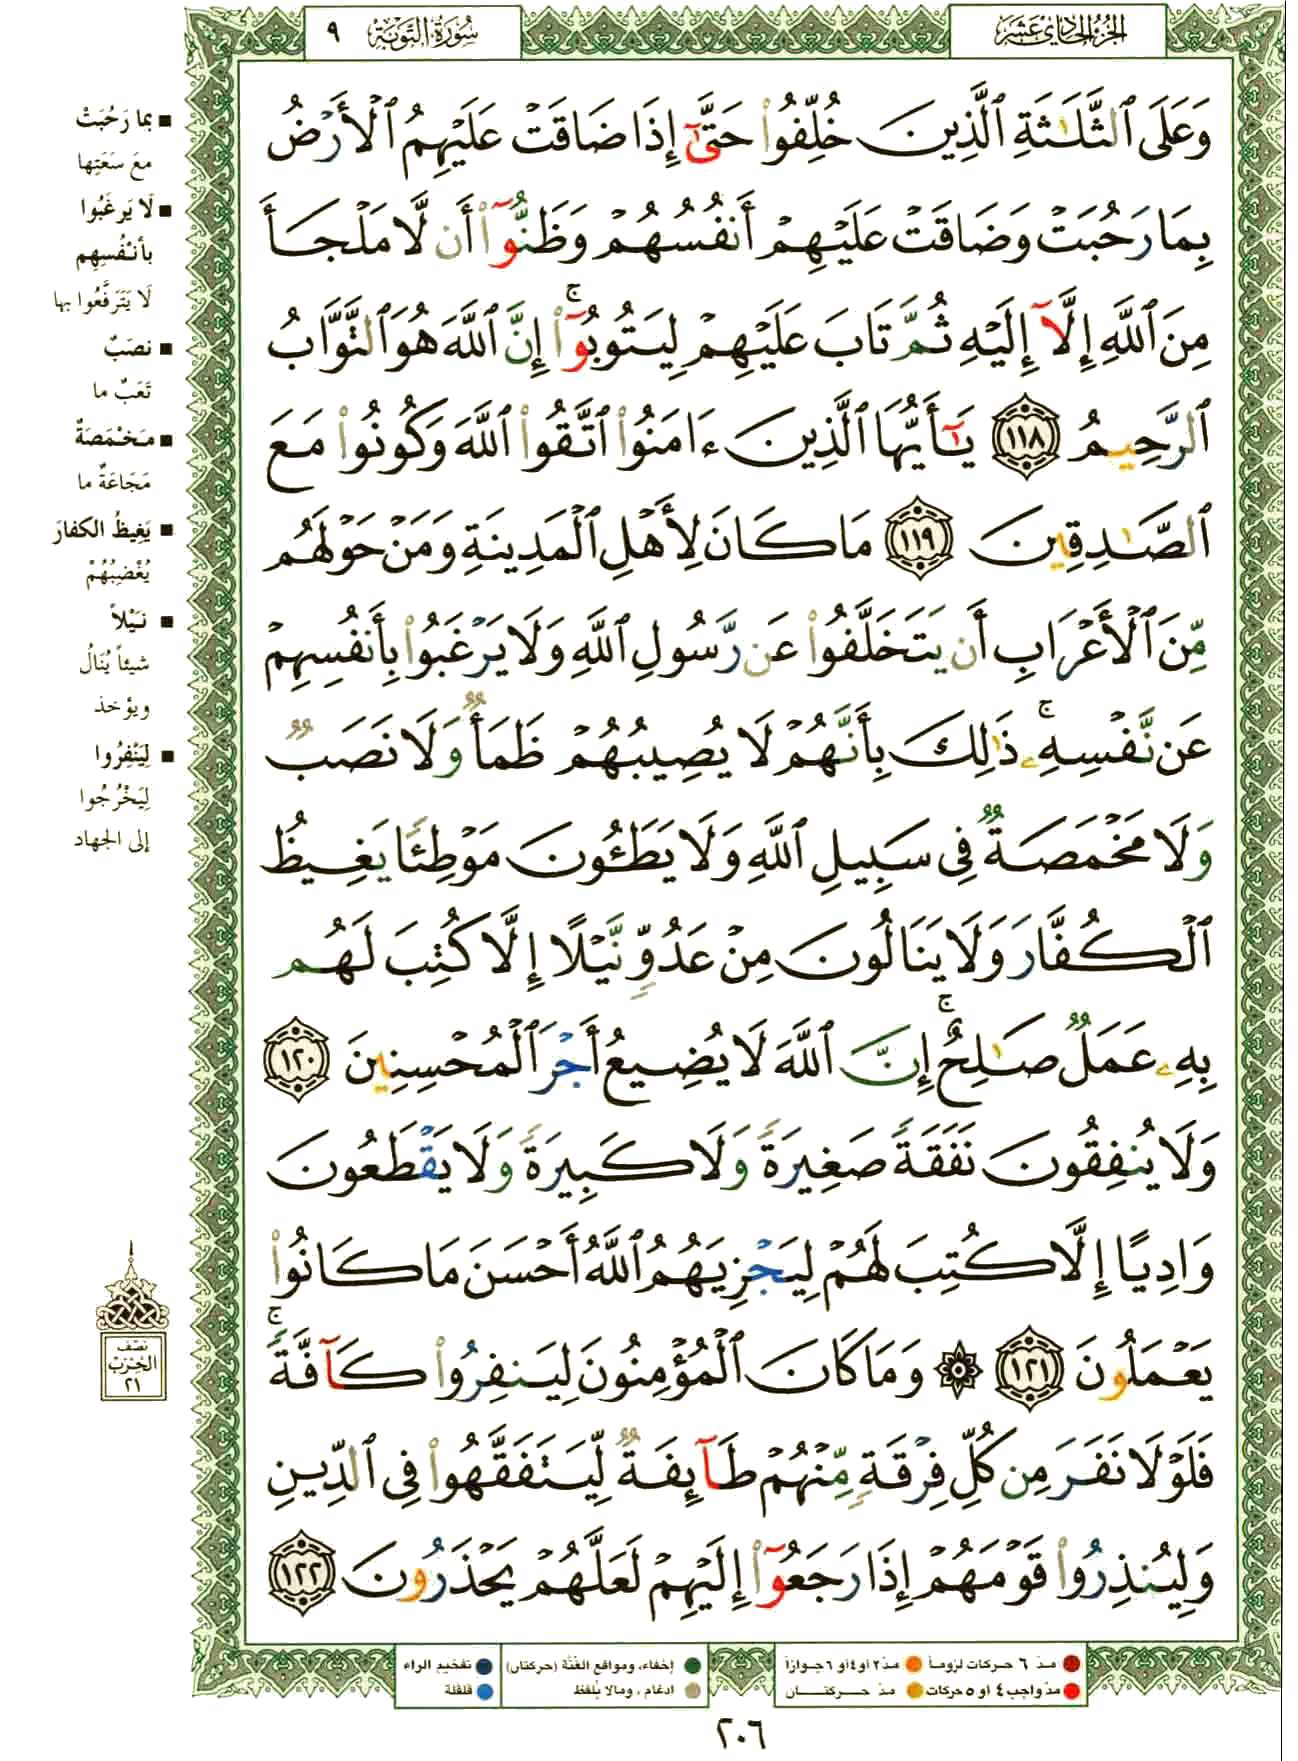 الجزء الحادي عشر
سورة التوبة ٩
وَعَلَى ٱلثَّلَـٰثَةِ ٱلَّذِينَ خُلِّفُوا۟ حَتَّىٰٓ إِذَا ضَاقَتْ عَلَيْهِمُ ٱلْأَرْضُ
بِمَا رَحُبَتْ وَضَاقَتْ عَلَيْهِمْ أَنفُسُهُمْ وَظَنُّوٓا۟ أَن لَّا مَلْجَأَ
مِنَ ٱللَّهِ إِلَّآ إِلَيْهِ ثُمَّ تَابَ عَلَيْهِمْ لِيَتُوبُوٓا۟ ۚ إِنَّ ٱللَّهَ هُوَ ٱلتَّوَّابُ
ٱلرَّحِيمُ ١١٨ يَـٰٓأَيُّهَا ٱلَّذِينَ ءَامَنُوا۟ ٱتَّقُوا۟ ٱللَّهَ وَكُونُوا۟ مَعَ
ٱلصَّـٰدِقِينَ ١١٩ مَا كَانَ لِأَهْلِ ٱلْمَدِينَةِ وَمَنْ حَوْلَهُم
مِّنَ ٱلْأَعْرَابِ أَن يَتَخَلَّفُوا۟ عَن رَّسُولِ ٱللَّهِ وَلَا يَرْغَبُوا۟ بِأَنفُسِهِمْ
عَن نَّفْسِهِۦ ۚ ذَٰلِكَ بِأَنَّهُمْ لَا يُصِيبُهُمْ ظَمَأٌ وَلَا نَصَبٌ
وَلَا مَخْمَصَةٌ فِى سَبِيلِ ٱللَّهِ وَلَا يَطَـُٔونَ مَوْطِئًا يَغِيظُ
ٱلْكُفَّارَ وَلَا يَنَالُونَ مِنْ عَدُوٍّ نَّيْلًا إِلَّا كُتِبَ لَهُم
بِهِۦ عَمَلٌ صَـٰلِحٌ ۚ إِنَّ ٱللَّهَ لَا يُضِيعُ أَجْرَ ٱلْمُحْسِنِينَ ١٢٠
وَلَا يُنفِقُونَ نَفَقَةً صَغِيرَةً وَلَا كَبِيرَةً وَلَا يَقْطَعُونَ
وَادِيًا إِلَّا كُتِبَ لَهُمْ لِيَجْزِيَهُمُ ٱللَّهُ أَحْسَنَ مَا كَانُوا۟
يَعْمَلُونَ ١٢١ ۞ وَمَا كَانَ ٱلْمُؤْمِنُونَ لِيَنفِرُوا۟ كَآفَّةً ۚ
فَلَوْلَا نَفَرَ مِن كُلِّ فِرْقَةٍ مِّنْهُمْ طَآئِفَةٌ لِّيَتَفَقَّهُوا۟ فِى ٱلدِّينِ
وَلِيُنذِرُوا۟ قَوْمَهُمْ إِذَا رَجَعُوٓا۟ إِلَيْهِمْ لَعَلَّهُمْ يَحْذَرُونَ ١٢٢
■ بما رَحُبَتْ
معَ سَعَتِها
■ لَا يَرغَبُوا
بأنْفُسِهِم
لَا يَتَرَفَّعُوا بها
■ نصَبٌ
تَعَبٌ ما
■ مَخْمَصَةٌ
مَجَاعَةٌ ما
■ يَغِيظُ الكفارَ
يُغْضِبُهُمْ
■ نَيْلاً
شيئاً يُنَالُ
ويؤخذ
■ لِيَنْفِرُوا
لِيَخْرُجُوا
إلى الجهاد
نصف
الحزب
٢١
مدّ ٦ حركات لزوماً مدّ ٢ أو ٤ أو ٦ جوازاً
مدّ واجب ٤ أو ٥ حركات مدّ حركتان
إخفاء، ومواقع الغُنَّة (حركتان)
ادغام ، ومالا يُلفظ
تفخيم الراء
قلقلة
٢٠٦